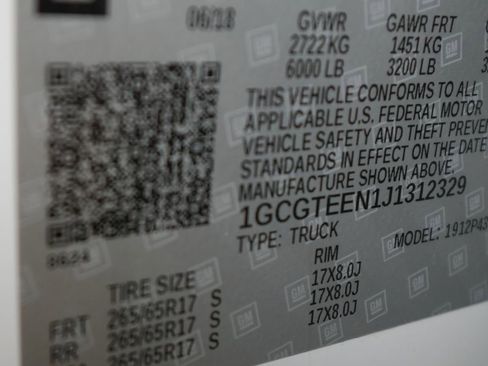 06/18 GVWR GAWR FRT
2722 KG 1451 KG
6000 LB 3200 LB
THIS VEHICLE CONFORMS TO ALL
APPLICABLE U.S. FEDERAL MOTOR
VEHICLE SAFETY AND THEFT PREVEN
STANDARDS IN EFFECT ON THE DATE
MANUFACTURE SHOWN ABOVE.
1GCGTEEN1J1312329
TYPE: TRUCK MODEL: 1912P43
TIRE SIZE RIM
FRT 265/65R17 S 17X8.0J
RR 265/65R17 S 17X8.0J
265/65R17 S 17X8.0J